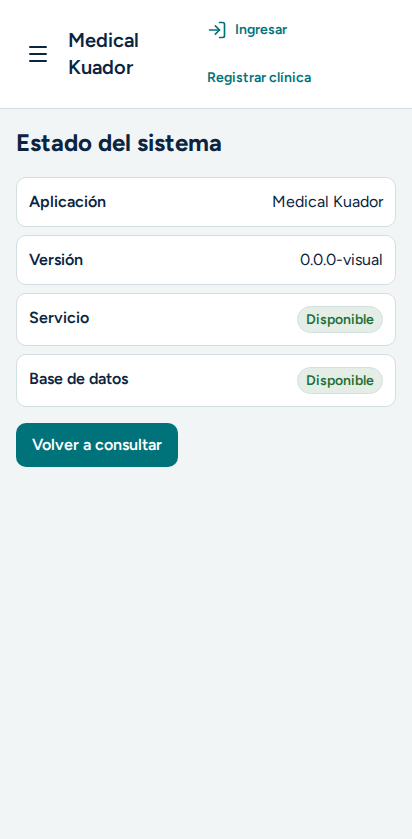 Medical
Kuador
Ingresar
Registrar clínica
Estado del sistema
Aplicación Medical Kuador
Versión 0.0.0-visual
Servicio Disponible
Base de datos Disponible
Volver a consultar